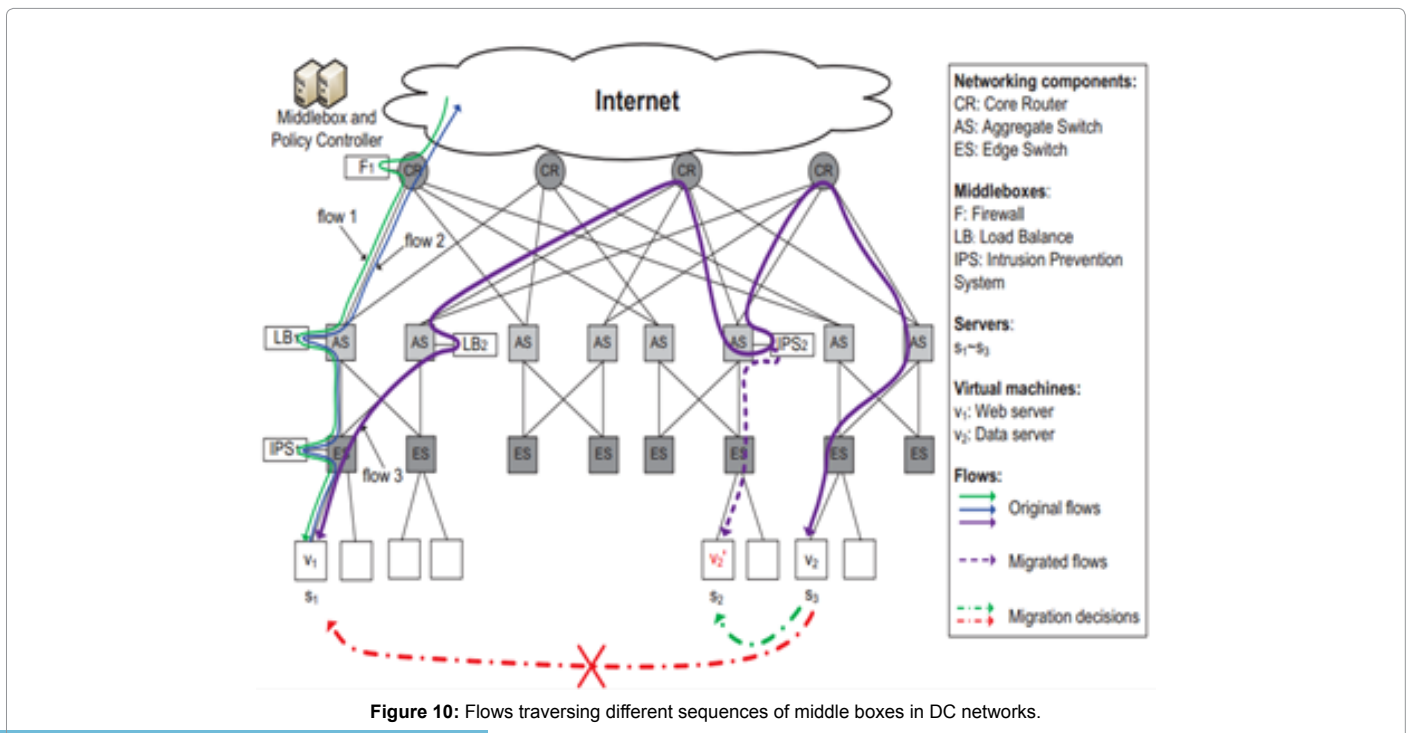 Internet
Middlebox and
Policy Controller
F1
CR CR CR CR
flow 1
flow 2
LB AS AS LB2 AS AS AS AS IPS2 AS AS
IPS ES ES ES ES ES ES ES ES
flow 3
v1 v2' v2
s1 s2 s3
Networking components:
CR: Core Router
AS: Aggregate Switch
ES: Edge Switch
Middleboxes:
F: Firewall
LB: Load Balance
IPS: Intrusion Prevention
System
Servers:
s1~s3
Virtual machines:
v1: Web server
v2: Data server
Flows:
Original flows
Migrated flows
Migration decisions
Figure 10: Flows traversing different sequences of middle boxes in DC networks.